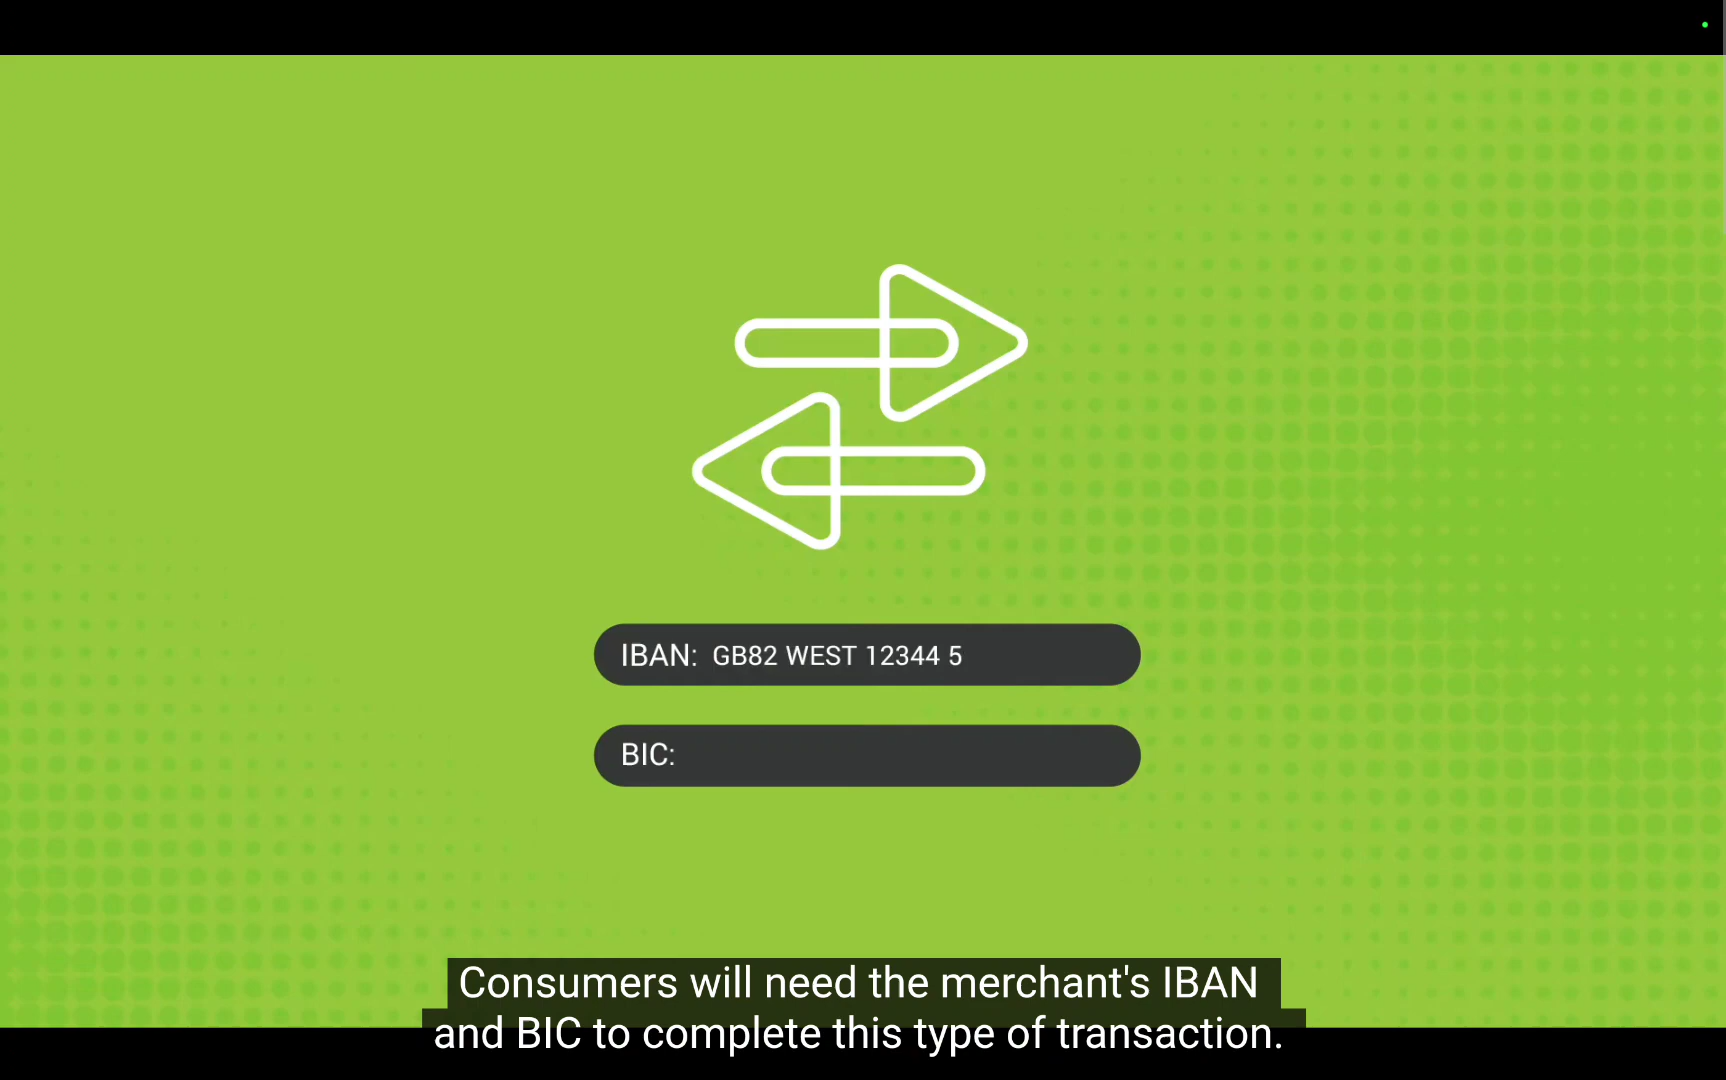 IBAN: GB82 WEST 12344 5
BIC:
Consumers will need the merchant's IBAN
and BIC to complete this type of transaction.